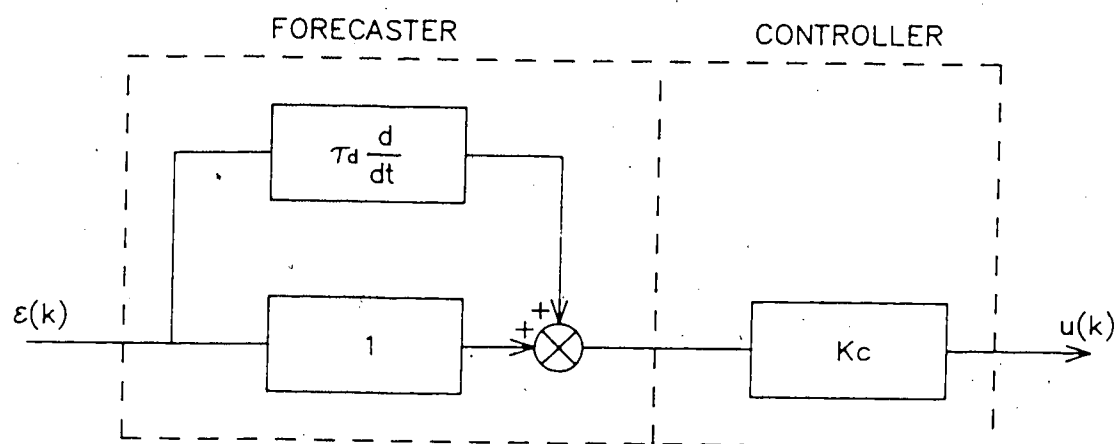 FORECASTER
CONTROLLER
τd d/dt
ε(k)
1
+
+
Kc
u(k)